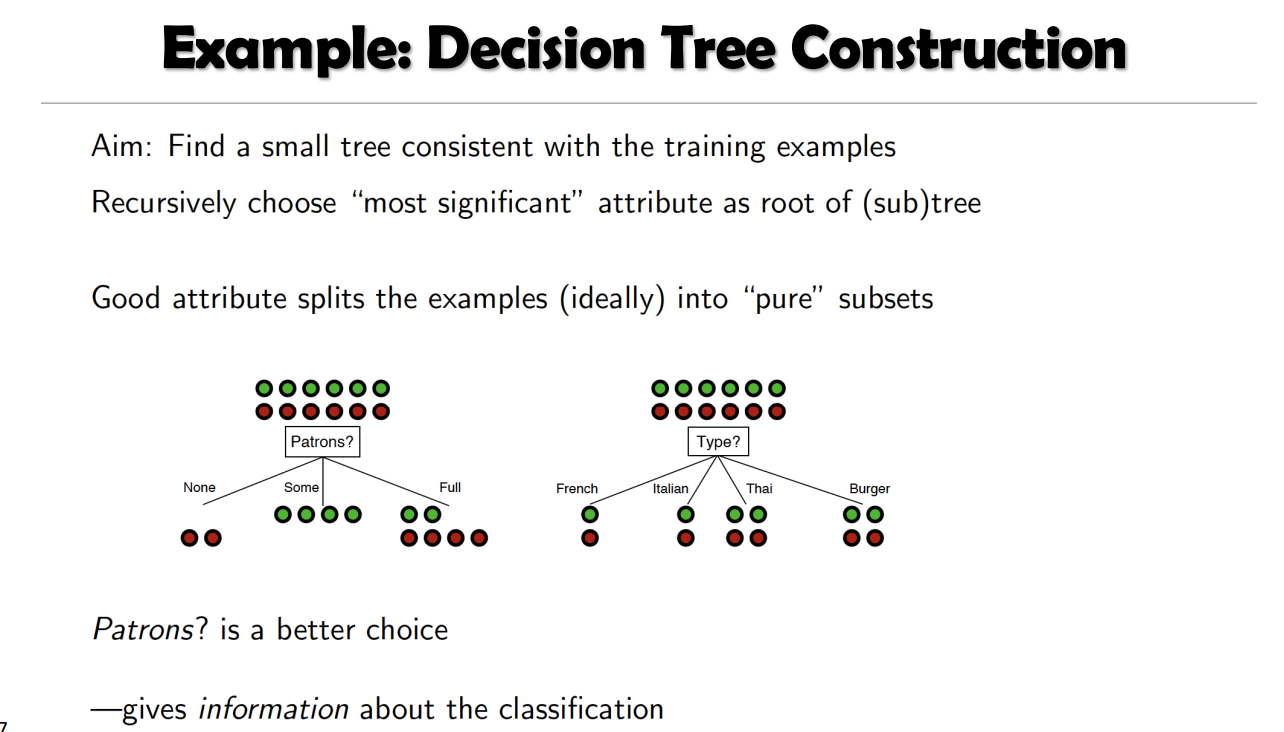 Example: Decision Tree Construction
Aim: Find a small tree consistent with the training examples
Recursively choose “most significant” attribute as root of (sub)tree
Good attribute splits the examples (ideally) into “pure” subsets
Patrons?
None Some Full
Type?
French Italian Thai Burger
Patrons? is a better choice
—gives information about the classification
7